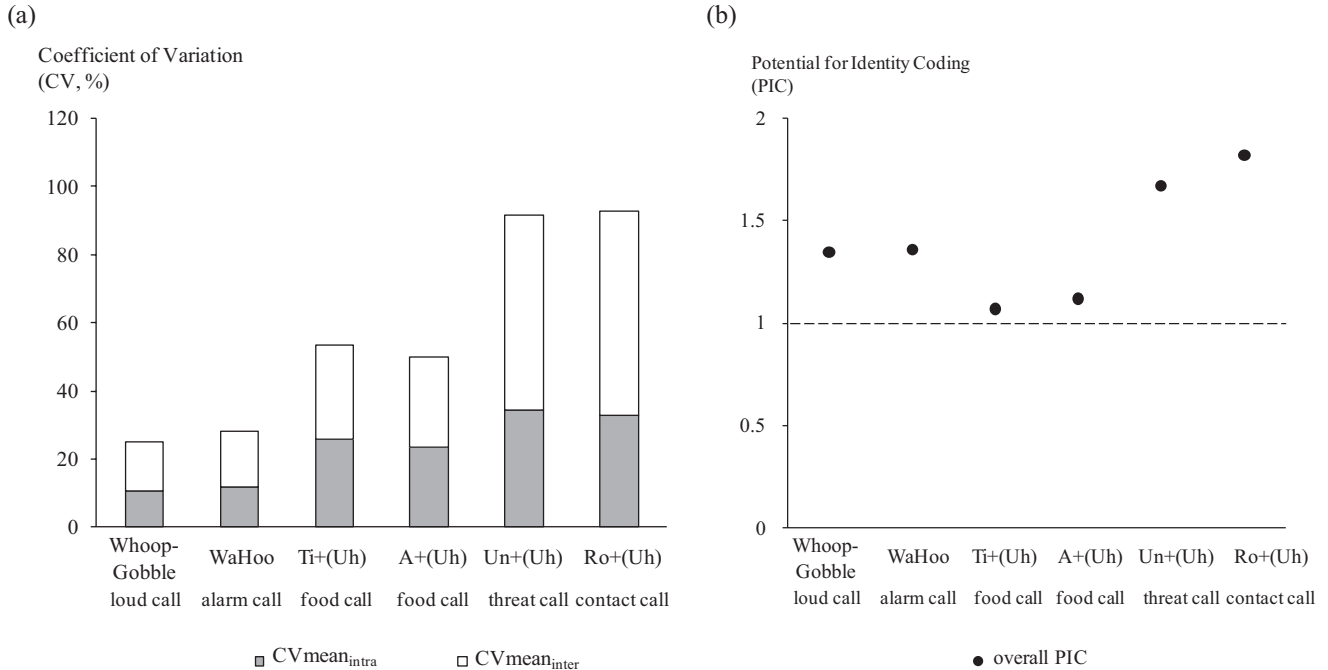 (a)
Coefficient of Variation
(CV, %)
120
100
80
60
40
20
0
Whoop-
Gobble
loud call
WaHoo
alarm call
Ti+(Uh)
food call
A+(Uh)
food call
Un+(Uh)
threat call
Ro+(Uh)
contact call
CVmeanintra
CVmeaninter
(b)
Potential for Identity Coding
(PIC)
2
1.5
1
0.5
0
Whoop-
Gobble
loud call
WaHoo
alarm call
Ti+(Uh)
food call
A+(Uh)
food call
Un+(Uh)
threat call
Ro+(Uh)
contact call
overall PIC